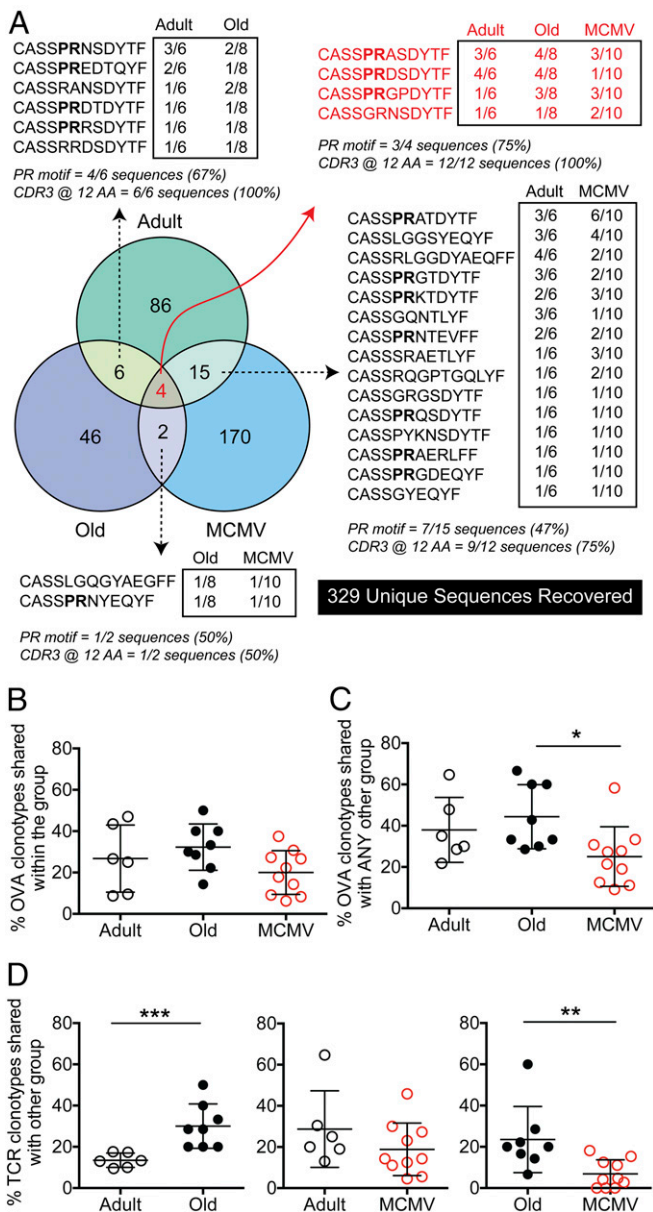 A
Adult Old
CASSPRNSDYTF 3/6 2/8
CASSPREDTQYF 2/6 1/8
CASSRANSDYTF 1/6 2/8
CASSPRDTDYTF 1/6 1/8
CASSPRRSDYTF 1/6 1/8
CASSRRDSDYTF 1/6 1/8
PR motif = 4/6 sequences (67%)
CDR3 @ 12 AA = 6/6 sequences (100%)
Adult Old MCMV
CASSPRASDYTF 3/6 4/8 3/10
CASSPRDSDYTF 4/6 4/8 1/10
CASSPRGPDYTF 1/6 3/8 3/10
CASSGRNSDYTF 1/6 1/8 2/10
PR motif = 3/4 sequences (75%)
CDR3 @ 12 AA = 12/12 sequences (100%)
Adult
86
6
15
4
46
2
170
Old
MCMV
Adult MCMV
CASSPRATDYTF 3/6 6/10
CASSLGGSYEQYF 3/6 4/10
CASSRLGGDYAEQFF 4/6 2/10
CASSPRGTDYTF 3/6 2/10
CASSPRKTDYTF 2/6 3/10
CASSGQNTLYF 3/6 1/10
CASSPRNTEVFF 2/6 2/10
CASSSRAETLYF 1/6 3/10
CASSRQGPTGQLYF 1/6 2/10
CASSGRGSDYTF 1/6 1/10
CASSPRQSDYTF 1/6 1/10
CASSPYKNSDYTF 1/6 1/10
CASSPRAERLFF 1/6 1/10
CASSPRGDEQYF 1/6 1/10
CASSGYEQYF 1/6 1/10
PR motif = 7/15 sequences (47%)
CDR3 @ 12 AA = 9/12 sequences (75%)
Old MCMV
CASSLGQGYAEGFF 1/8 1/10
CASSPRNYEQYF 1/8 1/10
PR motif = 1/2 sequences (50%)
CDR3 @ 12 AA = 1/2 sequences (50%)
329 Unique Sequences Recovered
B
% OVA clonotypes shared
within the group
80
60
40
20
0
Adult Old MCMV
C
% OVA clonotypes shared
with ANY other group
80
60
40
20
0
*
Adult Old MCMV
D
% TCR clonotypes shared
with other group
80
60
40
20
0
***
Adult Old
80
60
40
20
0
Adult MCMV
80
60
40
20
0
**
Old MCMV